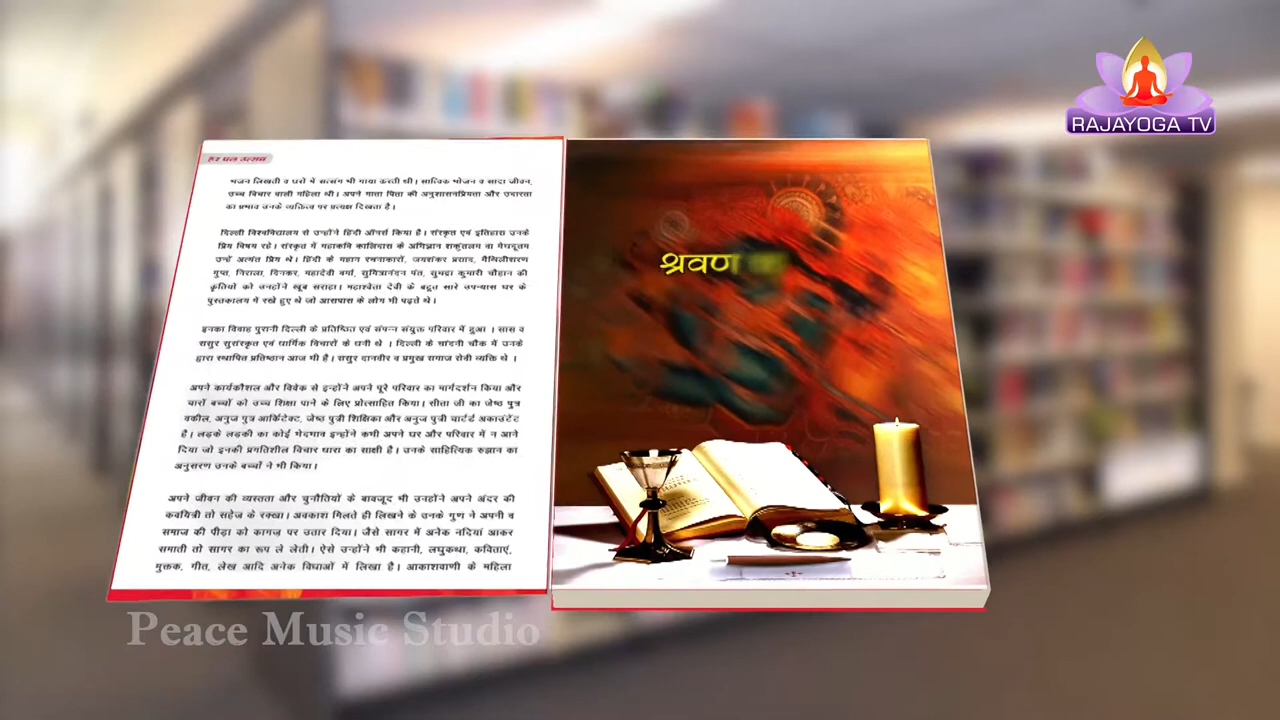 RAJAYOGA TV
हर पल उत्सव
भजन लिखती व घरों में सत्संग भी गाया करती थी। सात्विक भोजन व सादा जीवन,
उच्च विचार वाली महिला थी। अपने माता पिता की अनुशासनप्रियता और उदारता
का प्रभाव उनके व्यक्तित्व पर प्रत्यक्ष दिखता है।
दिल्ली विश्वविद्यालय से उन्होंने हिंदी ऑनर्स किया है। संस्कृत एवं इतिहास उनके
प्रिय विषय रहे। संस्कृत में महाकवि कालिदास के अभिज्ञान शकुंतलम वा मेघदूतम
उन्हें अत्यंत प्रिय थे। हिंदी के महान रचनाकारों, जयशंकर प्रसाद, मैथिलीशरण
गुप्त, निराला, दिनकर, महादेवी वर्मा, सुमित्रानंदन पंत, सुभद्रा कुमारी चौहान की
कृतियों को उन्होंने खूब सराहा। महाश्वेता देवी के बहुत सारे उपन्यास घर के
पुस्तकालय में रखे हुए थे जो आसपास के लोग भी पढ़ते थे।
इनका विवाह पुरानी दिल्ली के प्रतिष्ठित एवं संपन्न संयुक्त परिवार में हुआ । सास व
ससुर सुसंस्कृत एवं धार्मिक विचारों के धनी थे । दिल्ली के चांदनी चौक में उनके
द्वारा स्थापित प्रतिष्ठान आज भी है। ससुर दानवीर व प्रमुख समाज सेवी व्यक्ति थे ।
अपने कार्यकौशल और विवेक से इन्होंने अपने पूरे परिवार का मार्गदर्शन किया और
चारों बच्चों को उच्च शिक्षा पाने के लिए प्रोत्साहित किया। सीता जी का जेष्ठ पुत्र
वकील, अनुज पुत्र आर्किटेक्ट, जेष्ठ पुत्री शिक्षिका और अनुज पुत्री चार्टर्ड अकाउंटेंट
है। लड़के लड़की का कोई भेदभाव इन्होंने कभी अपने घर और परिवार में न आने
दिया जो इनकी प्रगतिशील विचार धारा का साक्षी है। उनके साहित्यिक रुझान का
अनुसरण उनके बच्चों ने भी किया।
अपने जीवन की व्यस्तता और चुनौतियों के बावजूद भी उनहोंने अपने अंदर की
कवयित्री तो सहेज के रक्खा। अवकाश मिलते ही लिखने के उनके गुण ने अपनी व
समाज की पीड़ा को कागज़ पर उतार दिया। जैसे सागर में अनेक नदियां आकर
समाती तो सागर का रूप ले लेती। ऐसे उन्होंने भी कहानी, लघुकथा, कविताएं,
मुक्तक, गीत, लेख आदि अनेक विधाओं में लिखा है। आकाशवाणी के महिला
श्रवण
Peace Music Studio